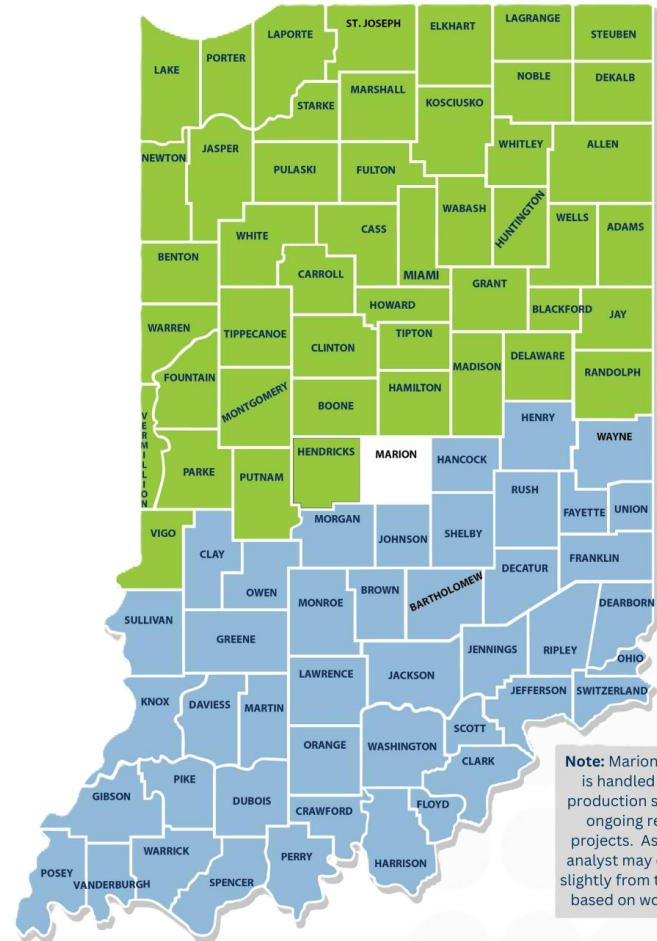 ST. JOSEPH
ELKHART
LAGRANGE
STEUBEN
LAPORTE
PORTER
LAKE
NOBLE
DEKALB
MARSHALL
STARKE
KOSCIUSKO
WHITLEY
ALLEN
JASPER
NEWTON
PULASKI
FULTON
WABASH
HUNTINGTON
WELLS
ADAMS
WHITE
CASS
BENTON
CARROLL
MIAMI
GRANT
HOWARD
BLACKFORD
JAY
WARREN
TIPPECANOE
CLINTON
TIPTON
MADISON
DELAWARE
RANDOLPH
FOUNTAIN
MONTGOMERY
BOONE
HAMILTON
HENRY
WAYNE
VERMILLION
PARKE
PUTNAM
HENDRICKS
MARION
HANCOCK
RUSH
FAYETTE
UNION
VIGO
CLAY
MORGAN
JOHNSON
SHELBY
OWEN
DECATUR
FRANKLIN
SULLIVAN
MONROE
BROWN
BARTHOLOMEW
DEARBORN
GREENE
JENNINGS
RIPLEY
OHIO
LAWRENCE
JACKSON
KNOX
DAVIESS
MARTIN
JEFFERSON
SWITZERLAND
ORANGE
WASHINGTON
SCOTT
CLARK
PIKE
GIBSON
DUBOIS
CRAWFORD
FLOYD
WARRICK
PERRY
HARRISON
POSEY
VANDERBURGH
SPENCER
Note: Marion
is handled
production s
ongoing re
projects. As
analyst may
slightly from t
based on wo